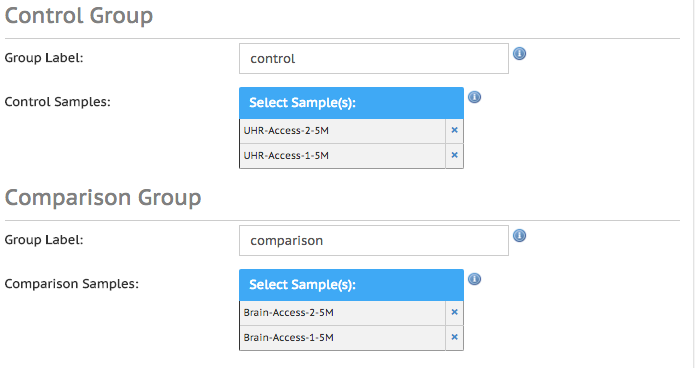 Control Group
Group Label: control
Control Samples: Select Sample(s):
UHR-Access-2-5M ×
UHR-Access-1-5M ×
Comparison Group
Group Label: comparison
Comparison Samples: Select Sample(s):
Brain-Access-2-5M ×
Brain-Access-1-5M ×